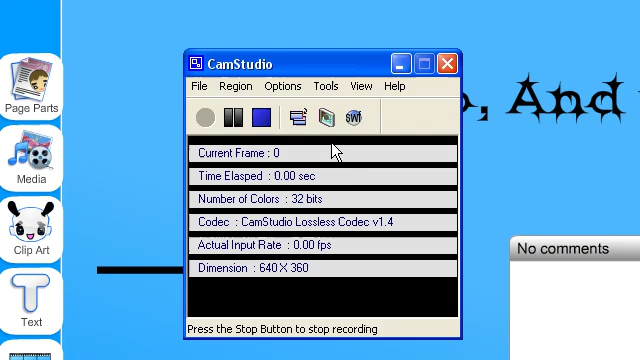 CamStudio
File Region Options Tools View Help
SWF
Current Frame : 0
Time Elasped : 0.00 sec
Number of Colors : 32 bits
Codec : CamStudio Lossless Codec v1.4
Actual Input Rate : 0.00 fps
Dimension : 640 X 360
Press the Stop Button to stop recording
Page Parts
Media
Clip Art
Text
, And
No comments